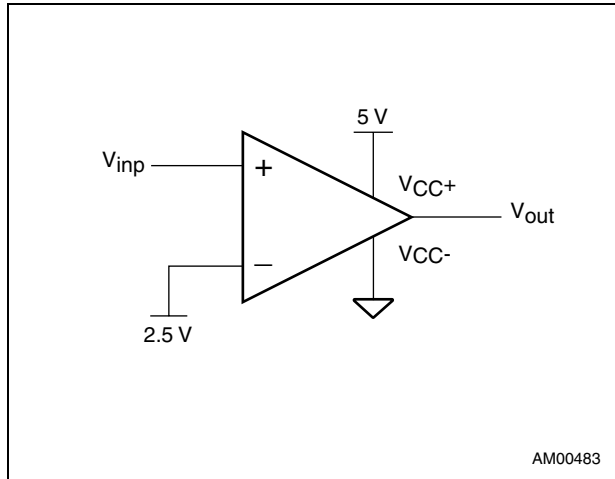 5 V
Vinp
+
VCC+
Vout
−
VCC-
2.5 V
AM00483